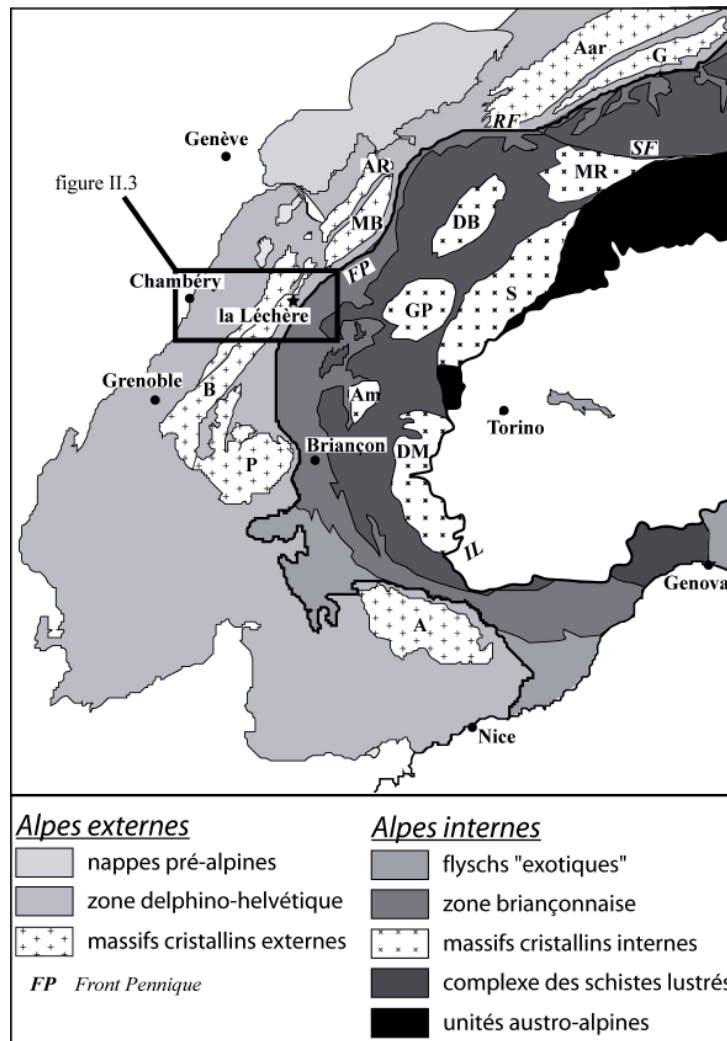 Aar
G
RF
Genève
SF
AR
MR
figure II.3
DB
MB
FP
Chambéry
S
la Léchère
GP
B
Grenoble
Am
Torino
Briançon
DM
P
IL
Genova
A
Nice
Alpes externes
nappes pré-alpines
zone delphino-helvétique
massifs cristallins externes
FP Front Pennique
Alpes internes
flyschs "exotiques"
zone briançonnaise
massifs cristallins internes
complexe des schistes lustrés
unités austro-alpines